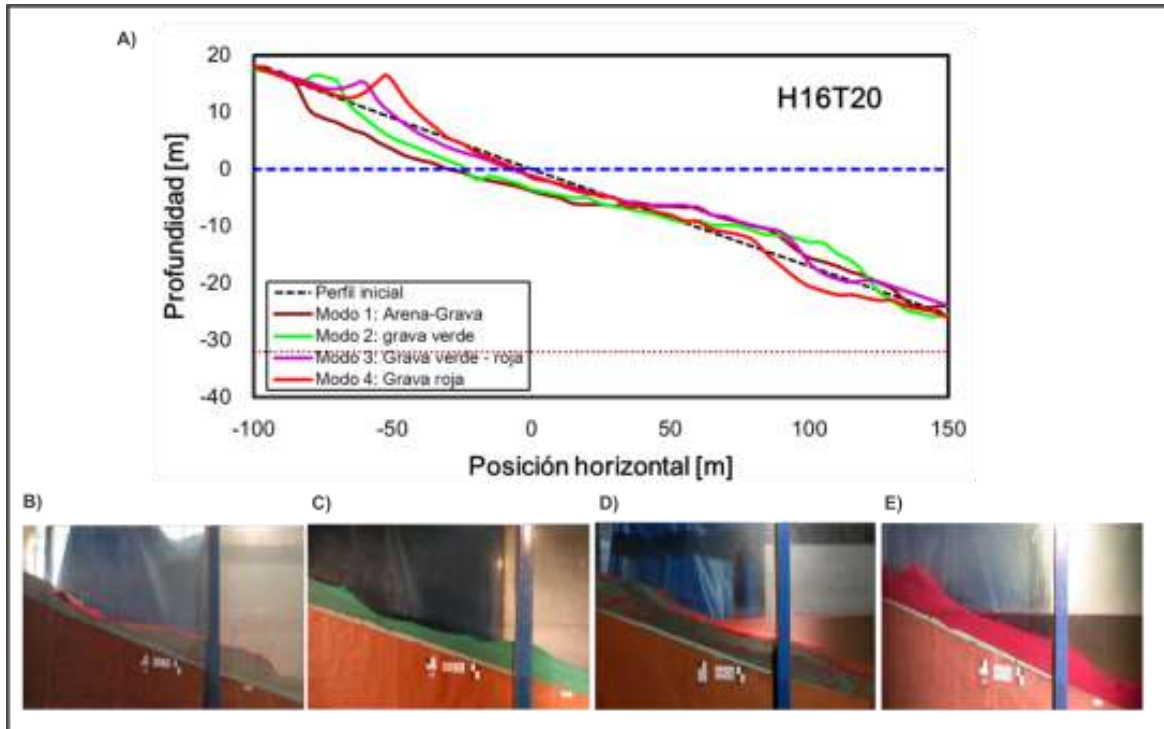 A)
H16T20
Profundidad [m]
20
10
0
-10
-20
-30
-40
Perfil inicial
Modo 1: Arena-Grava
Modo 2: grava verde
Modo 3: Grava verde - roja
Modo 4: Grava roja
-100
-50
0
50
100
150
Posición horizontal [m]
B)
C)
D)
E)